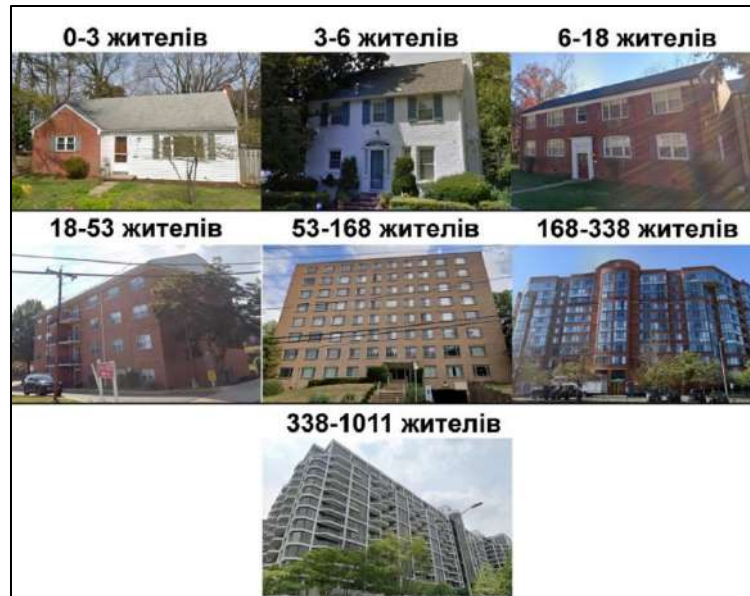 0-3 жителів
3-6 жителів
6-18 жителів
18-53 жителів
53-168 жителів
168-338 жителів
338-1011 жителів